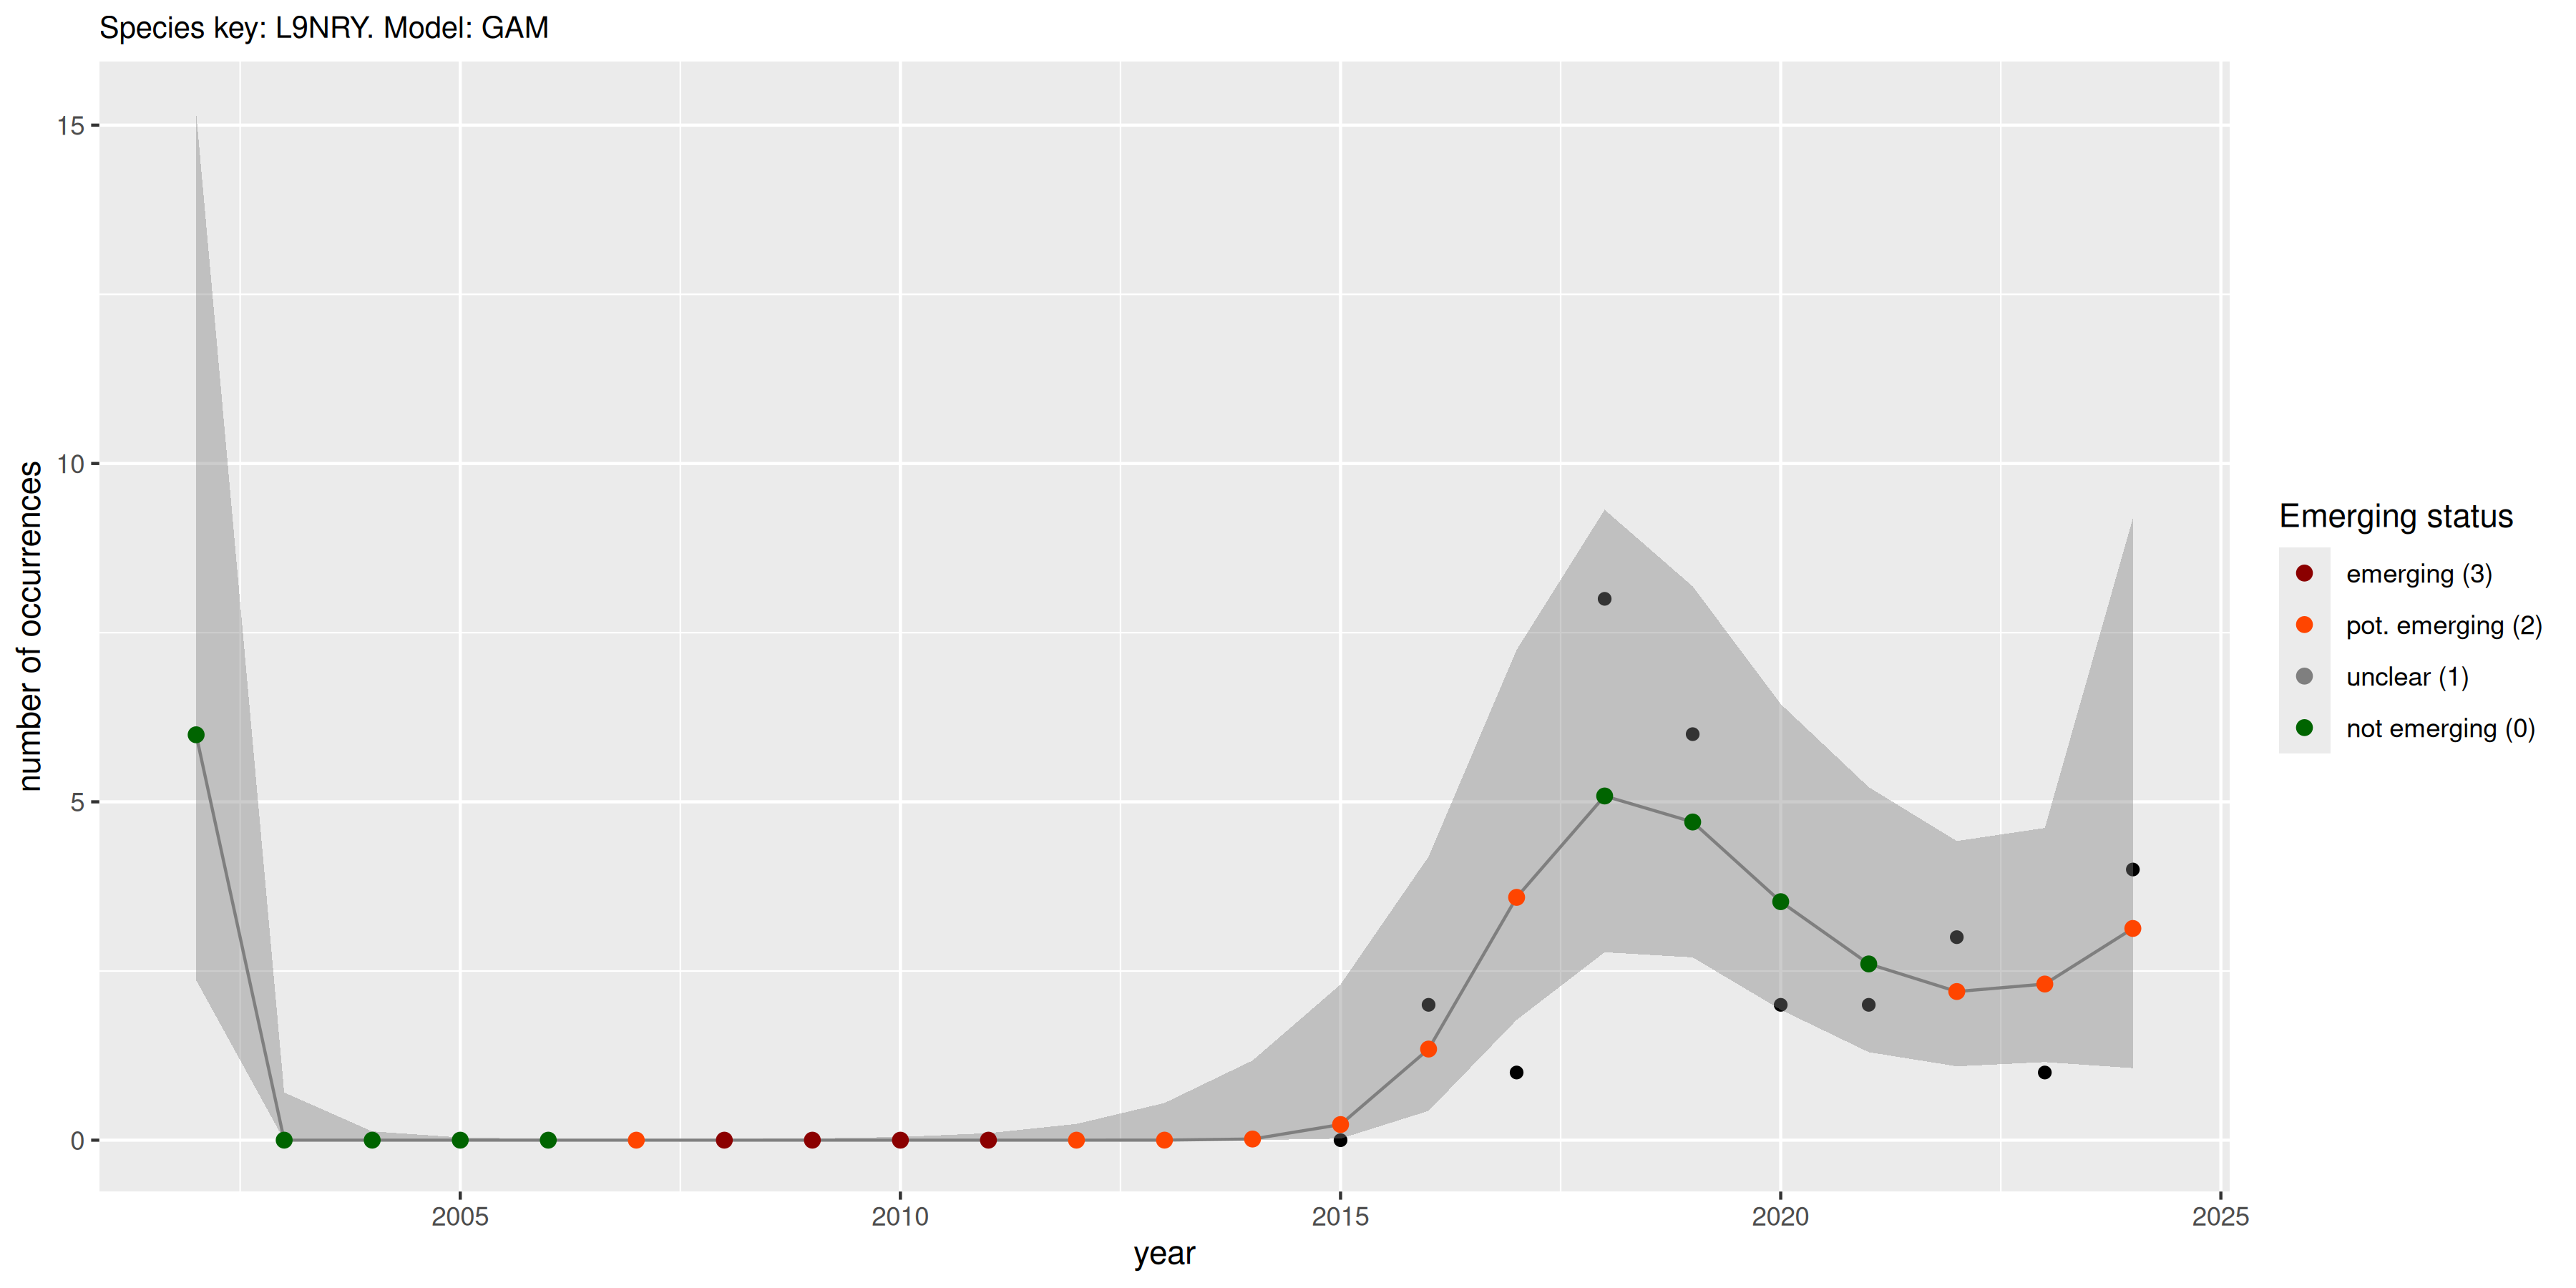 Species key: L9NRY. Model: GAM
15
10
5
0
number of occurrences
2005
2010
2015
2020
2025
year
Emerging status
emerging (3)
pot. emerging (2)
unclear (1)
not emerging (0)